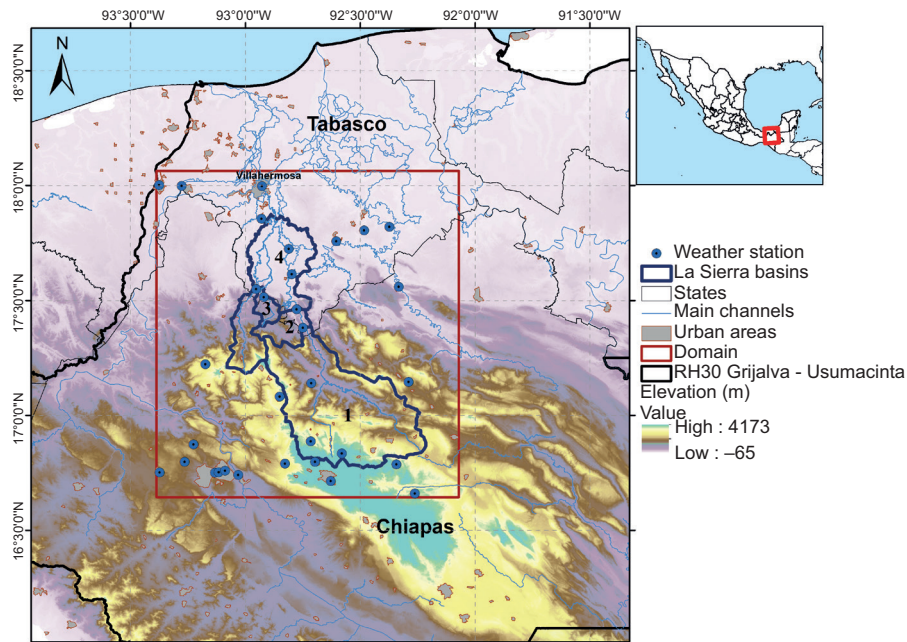 93°30'0"W 93°00'0"W 92°30'0"W 92°00'0"W 91°30'0"W
N
18°30'0"N
Tabasco
Villahermosa
18°0'0"N
4
17°30'0"N
3
2
17°0'0"N
1
16°30'0"N
Chiapas
Weather station
La Sierra basins
States
Main channels
Urban areas
Domain
RH30 Grijalva - Usumacinta
Elevation (m)
Value
High : 4173
Low : –65